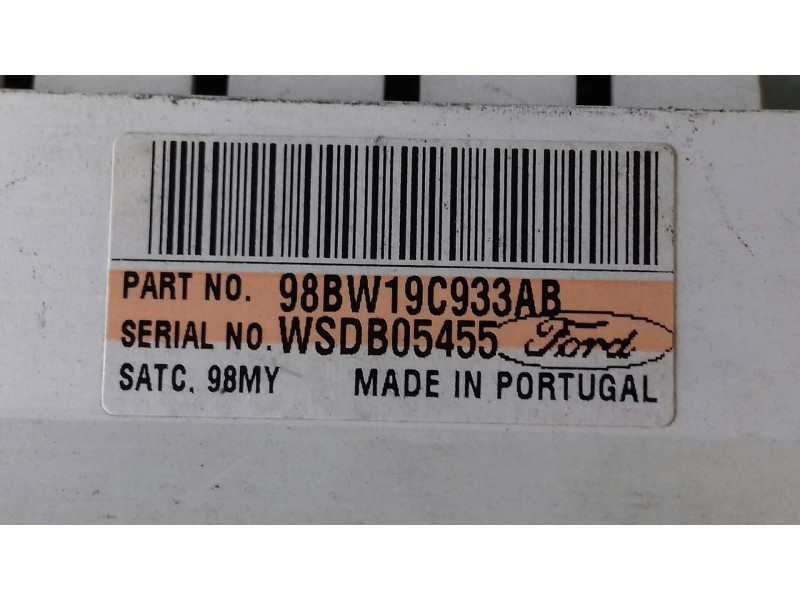 PART NO. 98BW19C933AB
SERIAL NO. WSDB05455 Ford
SATC. 98MY MADE IN PORTUGAL